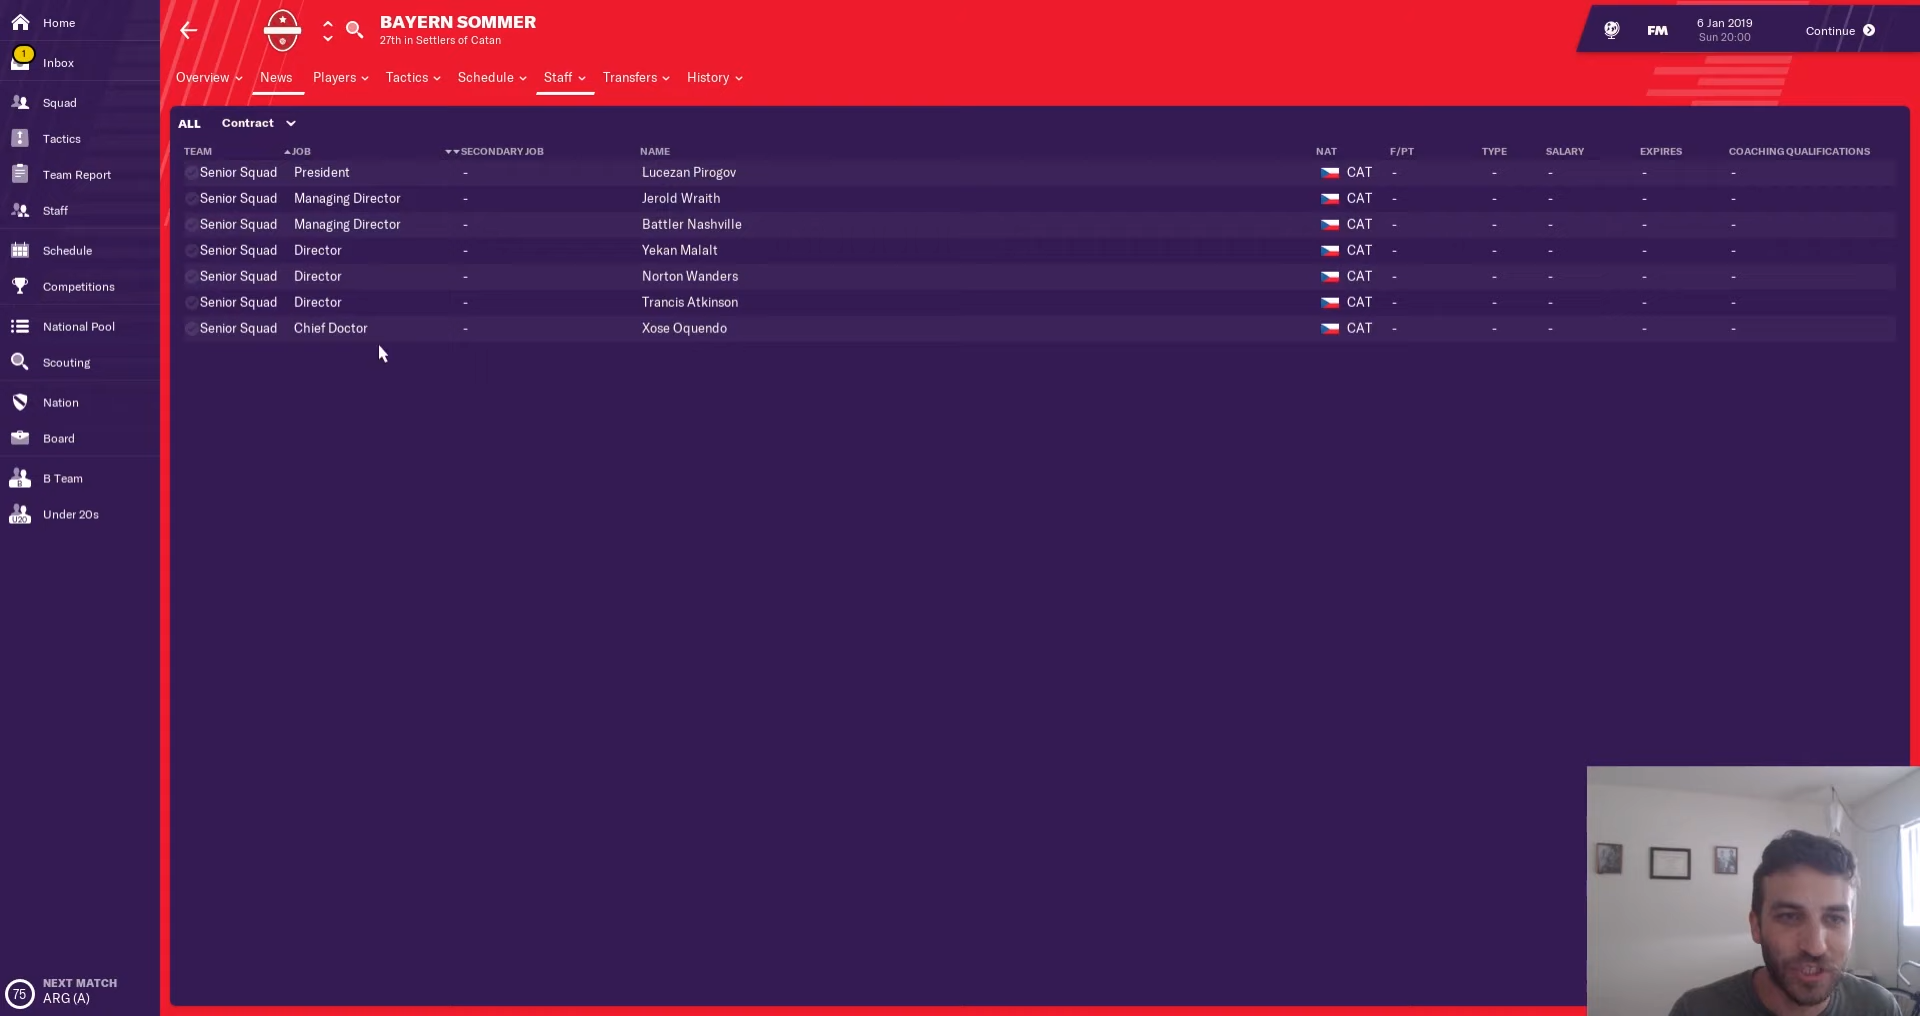 Home
1
Inbox
Squad
Tactics
Team Report
Staff
Schedule
Competitions
National Pool
Scouting
Nation
Board
B
B Team
U20
Under 20s
75
NEXT MATCH
ARG (A)
BAYERN SOMMER
27th in Settlers of Catan
FM
6 Jan 2019
Sun 20:00
Continue
Overview News Players Tactics Schedule Staff Transfers History
ALL Contract
TEAM JOB SECONDARY JOB NAME NAT F/PT TYPE SALARY EXPIRES COACHING QUALIFICATIONS
Senior Squad President - Lucezan Pirogov CAT - - - - -
Senior Squad Managing Director - Jerold Wraith CAT - - - - -
Senior Squad Managing Director - Battler Nashville CAT - - - - -
Senior Squad Director - Yekan Malalt CAT - - - - -
Senior Squad Director - Norton Wanders CAT - - - - -
Senior Squad Director - Trancis Atkinson CAT - - - - -
Senior Squad Chief Doctor - Xose Oquendo CAT - - - - -